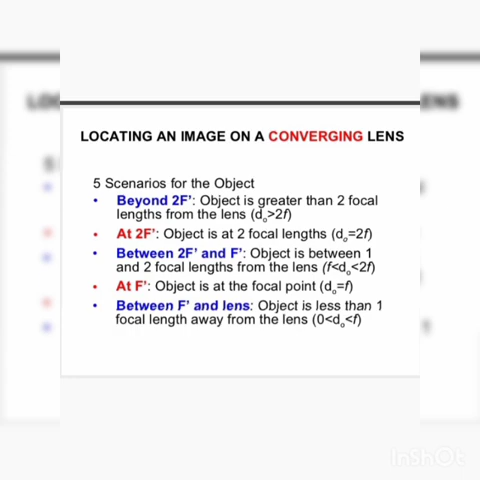 LOCATING AN IMAGE ON A CONVERGING LENS
5 Scenarios for the Object
• Beyond 2F': Object is greater than 2 focal
lengths from the lens (dₒ>2f)
• At 2F': Object is at 2 focal lengths (dₒ=2f)
• Between 2F' and F': Object is between 1
and 2 focal lengths from the lens (f<dₒ<2f)
• At F': Object is at the focal point (dₒ=f)
• Between F' and lens: Object is less than 1
focal length away from the lens (0<dₒ<f)
InShOt